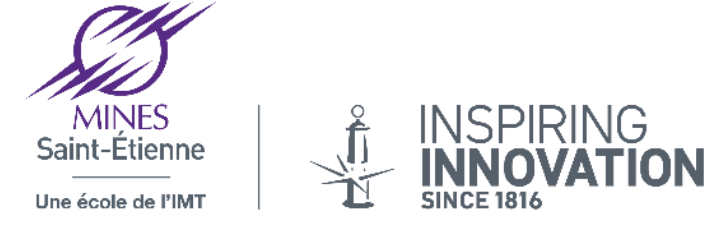 MINES
Saint-Étienne
Une école de l'IMT
INSPIRING
INNOVATION
SINCE 1816